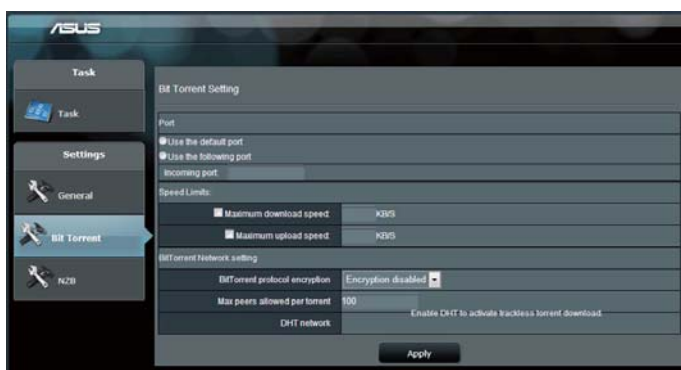 ASUS
Task
Task
Settings
General
Bit Torrent
NZB
Bit Torrent Setting
Port
Use the default port
Use the following port
Incoming port
Speed Limits:
Maximum download speed: KB/S
Maximum upload speed: KB/S
BitTorrent Network setting
BitTorrent protocol encryption Encryption disabled
Max peers allowed per torrent 100
DHT network Enable DHT to activate trackless torrent download.
Apply